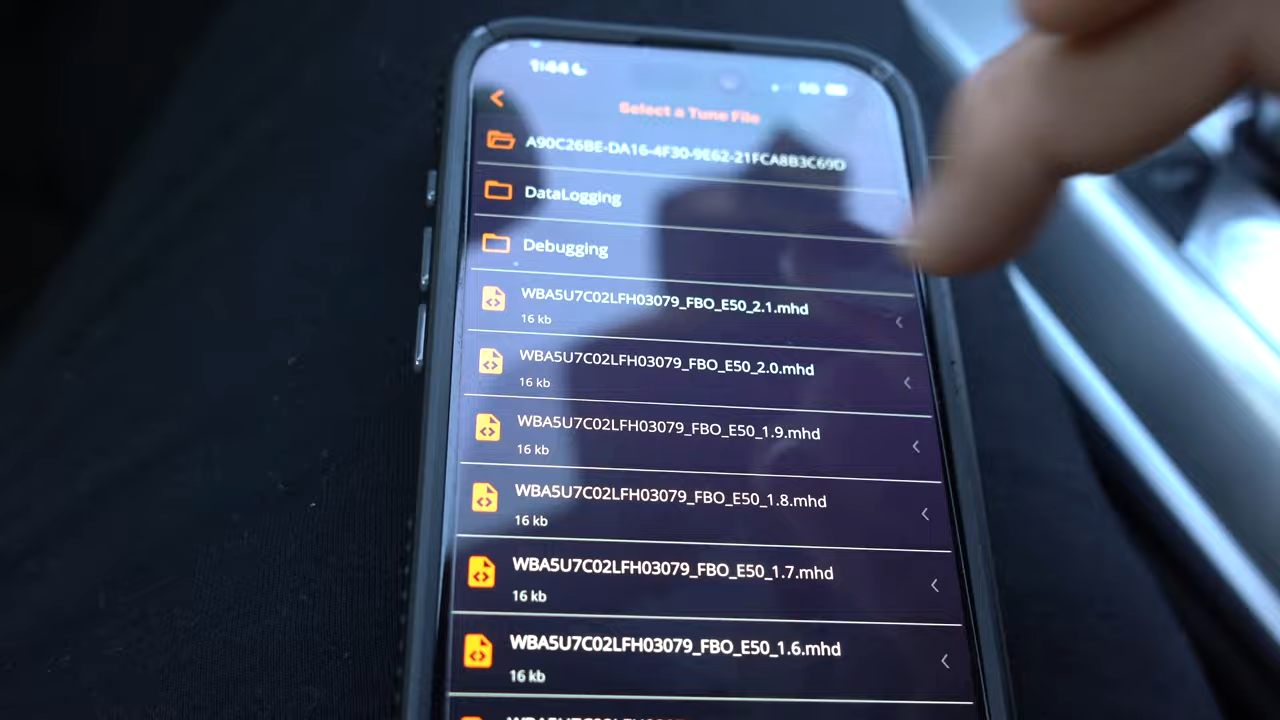 1:44
5G
Select a Tune File
A90C26BE-DA16-4F30-9E62-21FCA8B3C69D
DataLogging
Debugging
WBA5U7C02LFH03079_FBO_E50_2.1.mhd
16 kb
WBA5U7C02LFH03079_FBO_E50_2.0.mhd
16 kb
WBA5U7C02LFH03079_FBO_E50_1.9.mhd
16 kb
WBA5U7C02LFH03079_FBO_E50_1.8.mhd
16 kb
WBA5U7C02LFH03079_FBO_E50_1.7.mhd
16 kb
WBA5U7C02LFH03079_FBO_E50_1.6.mhd
16 kb